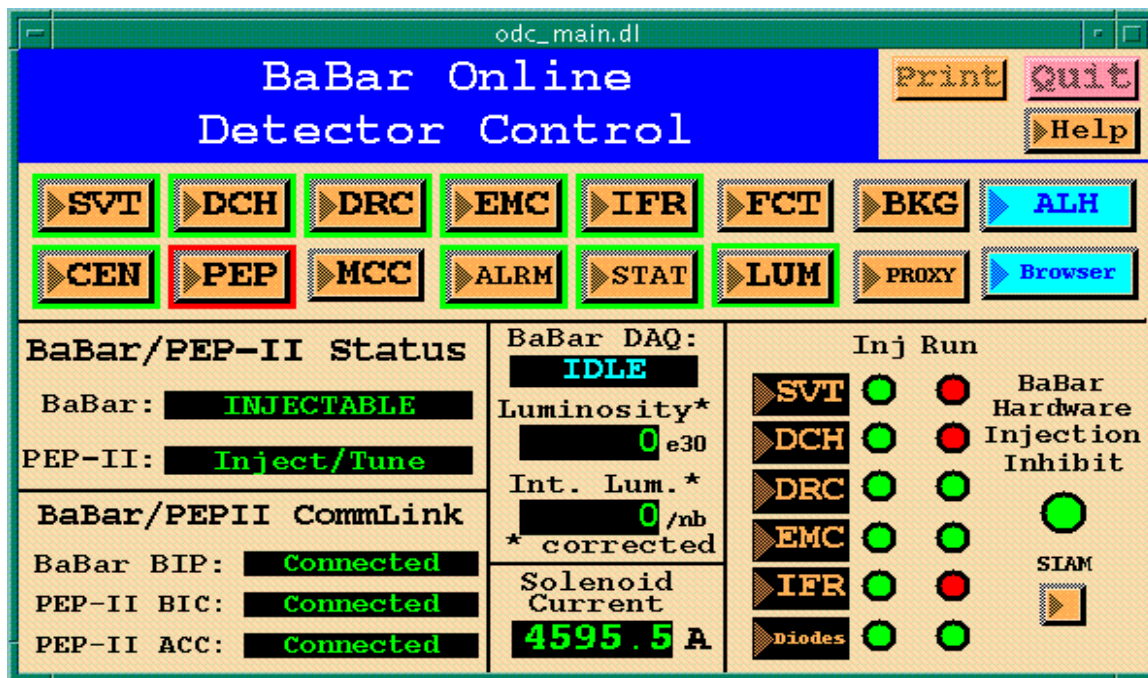 odc_main.dl
BaBar Online
Detector Control
Print Quit
Help
SVT DCH DRC EMC IFR FCT BKG ALH
CEN PEP MCC ALRM STAT LUM PROXY Browser
BaBar/PEP-II Status
BaBar: INJECTABLE
PEP-II: Inject/Tune
BaBar/PEPII CommLink
BaBar BIP: Connected
PEP-II BIC: Connected
PEP-II ACC: Connected
BaBar DAQ:
IDLE
Luminosity*
0 e30
Int. Lum.*
0 /nb
* corrected
Solenoid
Current
4595.5 A
Inj Run
SVT
DCH
DRC
EMC
IFR
Diodes
BaBar
Hardware
Injection
Inhibit
SIAM